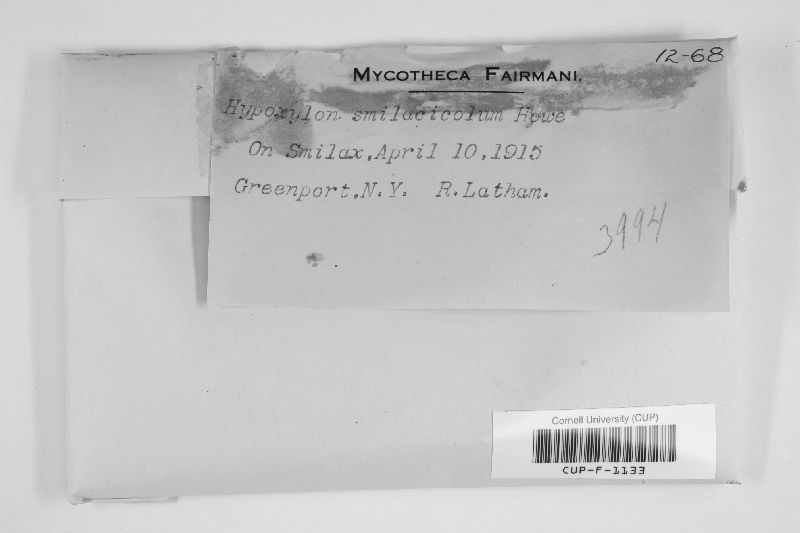 12-68
MYCOTHECA FAIRMANI.
Hypoxylon smilacicolum Howe
On Smilax, April 10, 1915
Greenport, N. Y. R. Latham.
3994
Cornell University (CUP)
CUP-F-1133